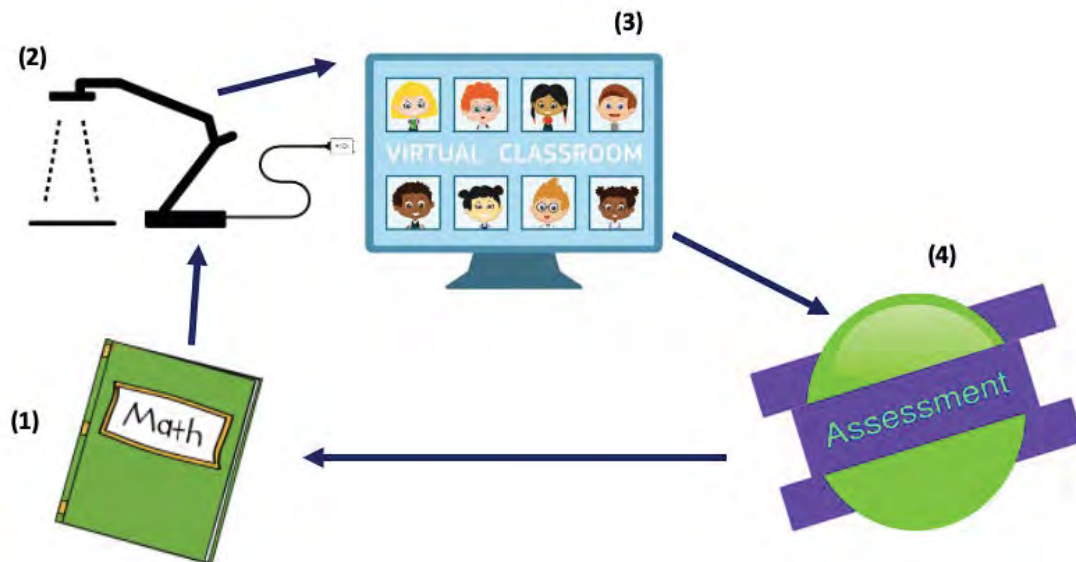 (1)
Math
(2)
(3)
VIRTUAL CLASSROOM
(4)
Assessment